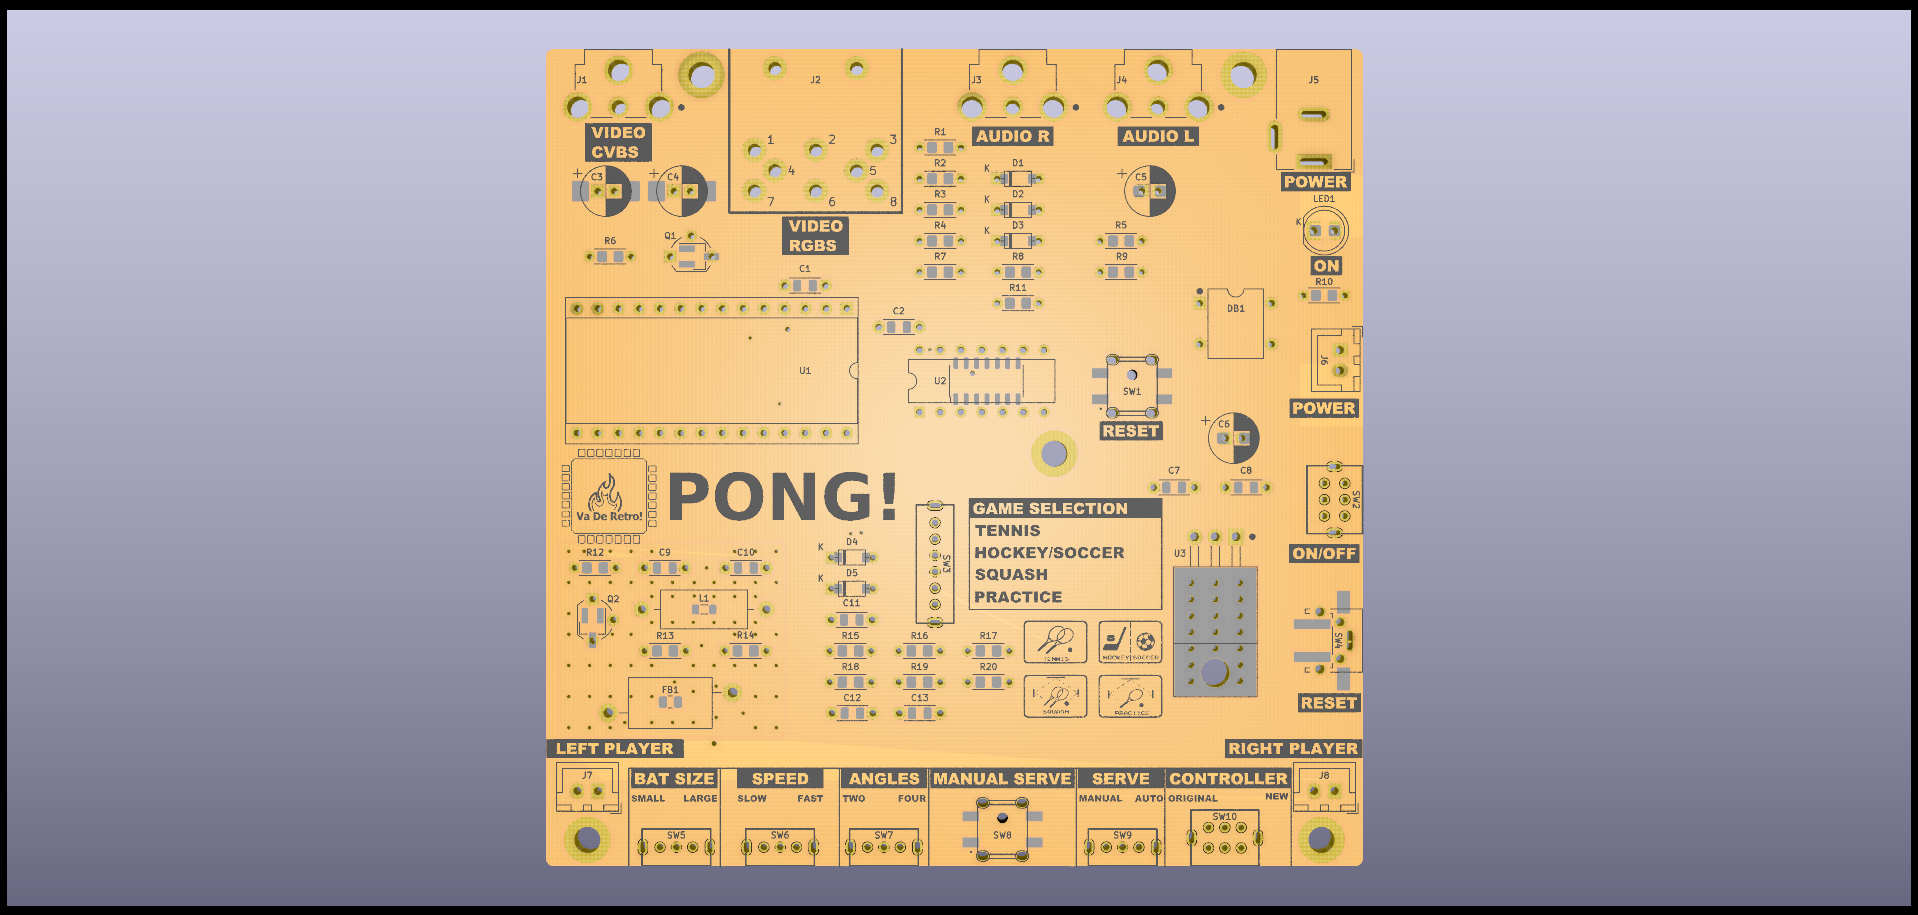 J1
J2
J3
J4
J5
VIDEO
CVBS
AUDIO R
AUDIO L
1
2
3
4
5
6
7
8
R1
R2
R3
R4
R7
K D1
K D2
K D3
R8
R11
+ C3
+ C4
+ C5
POWER
LED1
K
ON
R10
VIDEO
RGBS
R6
Q1
R5
R9
C1
C2
DB1
U1
U2
SW1
RESET
J6
POWER
+ C6
C7
C8
SW2
ON/OFF
Va De Retro!
PONG!
GAME SELECTION
TENNIS
HOCKEY/SOCCER
SQUASH
PRACTICE
SW3
U3
R12
C9
C10
K D4
K D5
C11
Q2
L1
R13
R14
R15
R16
R17
R18
R19
R20
C12
C13
FB1
TENNIS
HOCKEY SOCCER
SQUASH
PRACTICE
SW4
RESET
LEFT PLAYER
RIGHT PLAYER
J7
BAT SIZE
SMALL LARGE
SW5
SPEED
SLOW FAST
SW6
ANGLES
TWO FOUR
SW7
MANUAL SERVE
SW8
SERVE
MANUAL AUTO
SW9
CONTROLLER
ORIGINAL NEW
SW10
J8